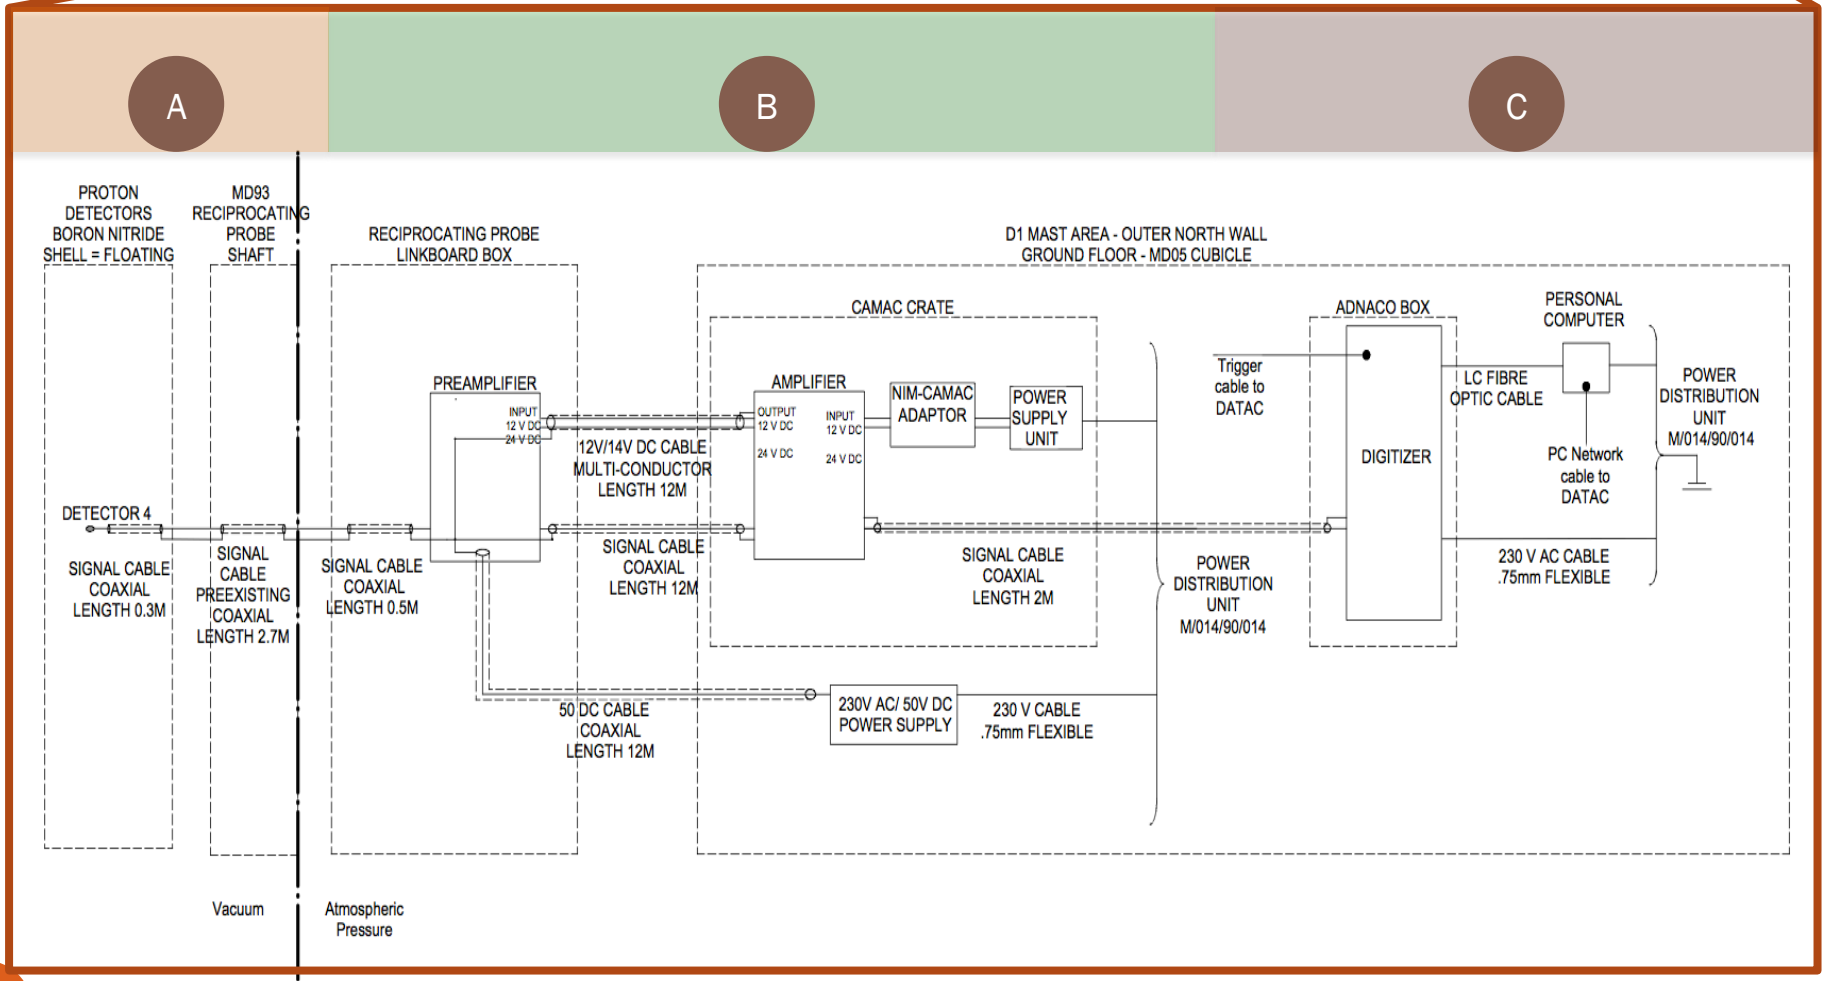 A
B
C
PROTON
DETECTORS
BORON NITRIDE
SHELL = FLOATING
MD93
RECIPROCATING
PROBE
SHAFT
RECIPROCATING PROBE
LINKBOARD BOX
D1 MAST AREA - OUTER NORTH WALL
GROUND FLOOR - MD05 CUBICLE
CAMAC CRATE
ADNACO BOX
PERSONAL
COMPUTER
PREAMPLIFIER
INPUT
12 V DC
24 V DC
12V/14V DC CABLE
MULTI-CONDUCTOR
LENGTH 12M
AMPLIFIER
OUTPUT
12 V DC
24 V DC
INPUT
12 V DC
24 V DC
NIM-CAMAC
ADAPTOR
POWER
SUPPLY
UNIT
Trigger
cable to
DATAC
DIGITIZER
LC FIBRE
OPTIC CABLE
PC Network
cable to
DATAC
POWER
DISTRIBUTION
UNIT
M/014/90/014
DETECTOR 4
SIGNAL CABLE
COAXIAL
LENGTH 0.3M
SIGNAL
CABLE
PREEXISTING
COAXIAL
LENGTH 2.7M
SIGNAL CABLE
COAXIAL
LENGTH 0.5M
SIGNAL CABLE
COAXIAL
LENGTH 12M
SIGNAL CABLE
COAXIAL
LENGTH 2M
POWER
DISTRIBUTION
UNIT
M/014/90/014
230 V AC CABLE
.75mm FLEXIBLE
50 DC CABLE
COAXIAL
LENGTH 12M
230V AC/ 50V DC
POWER SUPPLY
230 V CABLE
.75mm FLEXIBLE
Vacuum
Atmospheric
Pressure